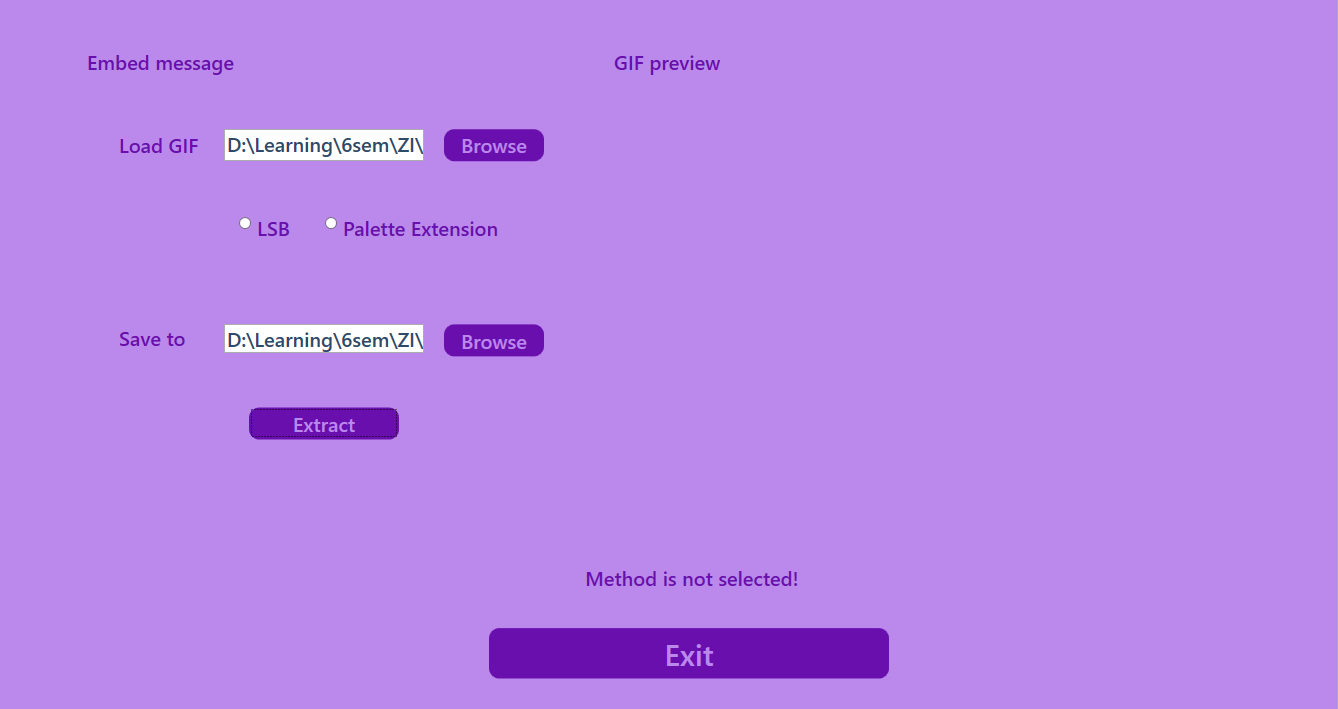 Embed message
GIF preview
Load GIF D:\Learning\6sem\ZI\ Browse
LSB Palette Extension
Save to D:\Learning\6sem\ZI\ Browse
Extract
Method is not selected!
Exit